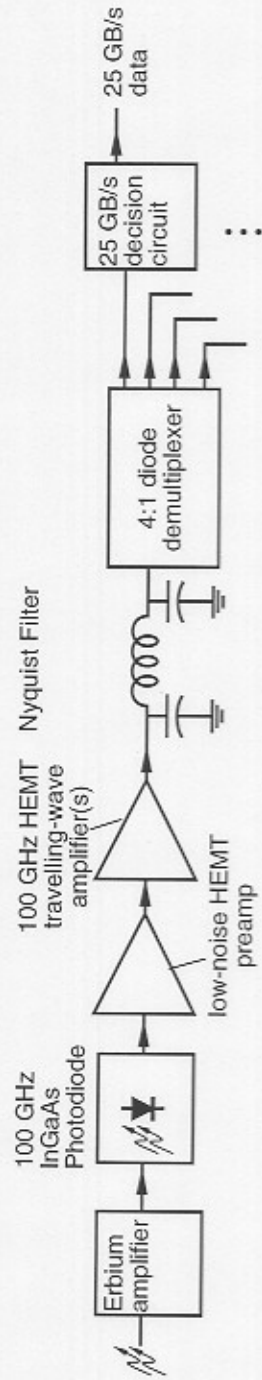 Erbium
amplifier
100 GHz
InGaAs
Photodiode
low-noise HEMT
preamp
100 GHz HEMT
travelling-wave
amplifier(s)
Nyquist Filter
4:1 diode
demultiplexer
25 GB/s
decision
circuit
25 GB/s
data